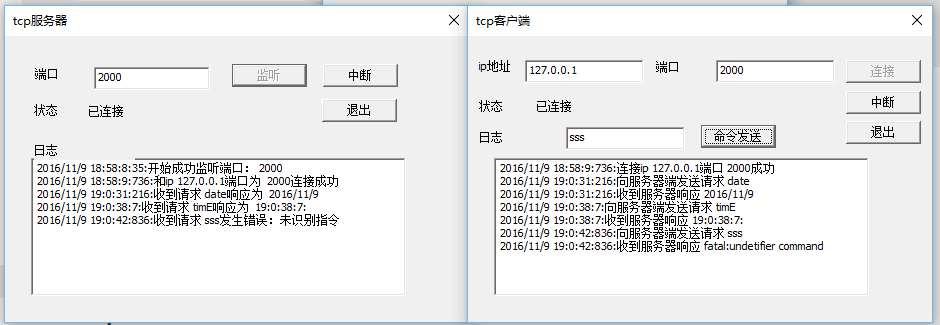 tcp服务器
端口 2000 监听 中断
状态 已连接 退出
日志
2016/11/9 18:58:8:35:开始成功监听端口： 2000
2016/11/9 18:58:9:736:和ip 127.0.0.1端口为 2000连接成功
2016/11/9 19:0:31:216:收到请求 date响应为 2016/11/9
2016/11/9 19:0:38:7:收到请求 timE响应为 19:0:38:7:
2016/11/9 19:0:42:836:收到请求 sss发生错误：未识别指令
tcp客户端
ip地址 127.0.0.1 端口 2000 连接
状态 已连接 中断
日志 sss 命令发送 退出
2016/11/9 18:58:9:736:连接ip 127.0.0.1端口 2000成功
2016/11/9 19:0:31:216:向服务器端发送请求 date
2016/11/9 19:0:31:216:收到服务器响应 2016/11/9
2016/11/9 19:0:38:7:向服务器端发送请求 timE
2016/11/9 19:0:38:7:收到服务器响应 19:0:38:7:
2016/11/9 19:0:42:836:向服务器端发送请求 sss
2016/11/9 19:0:42:836:收到服务器响应 fatal:undetifier command